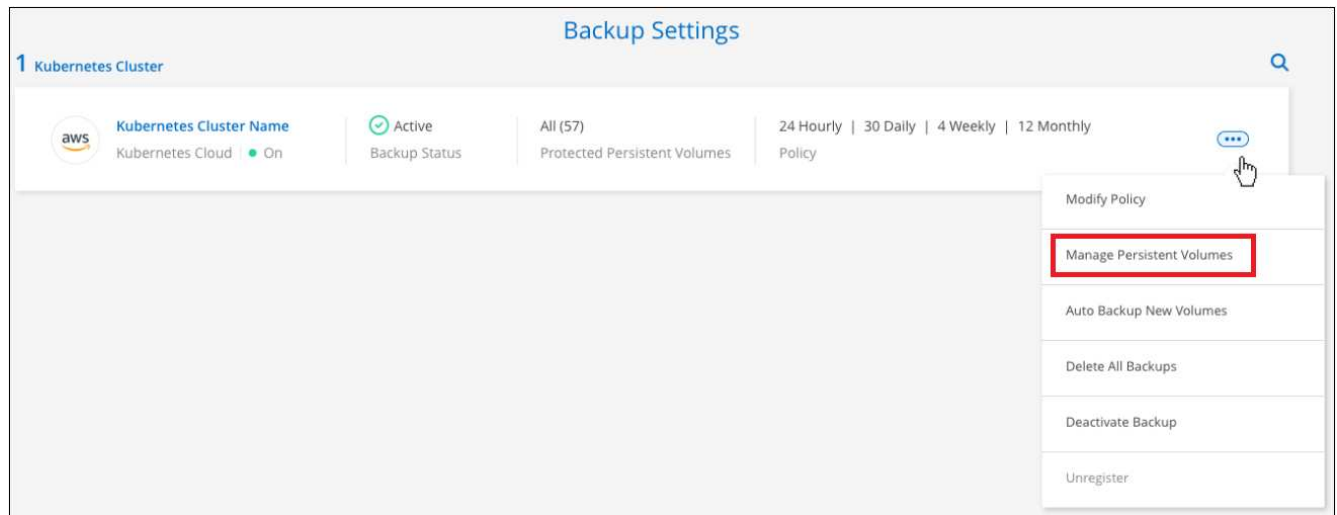 Backup Settings
1 Kubernetes Cluster
aws
Kubernetes Cluster Name
Kubernetes Cloud | On
Active
Backup Status
All (57)
Protected Persistent Volumes
24 Hourly | 30 Daily | 4 Weekly | 12 Monthly
Policy
Modify Policy
Manage Persistent Volumes
Auto Backup New Volumes
Delete All Backups
Deactivate Backup
Unregister